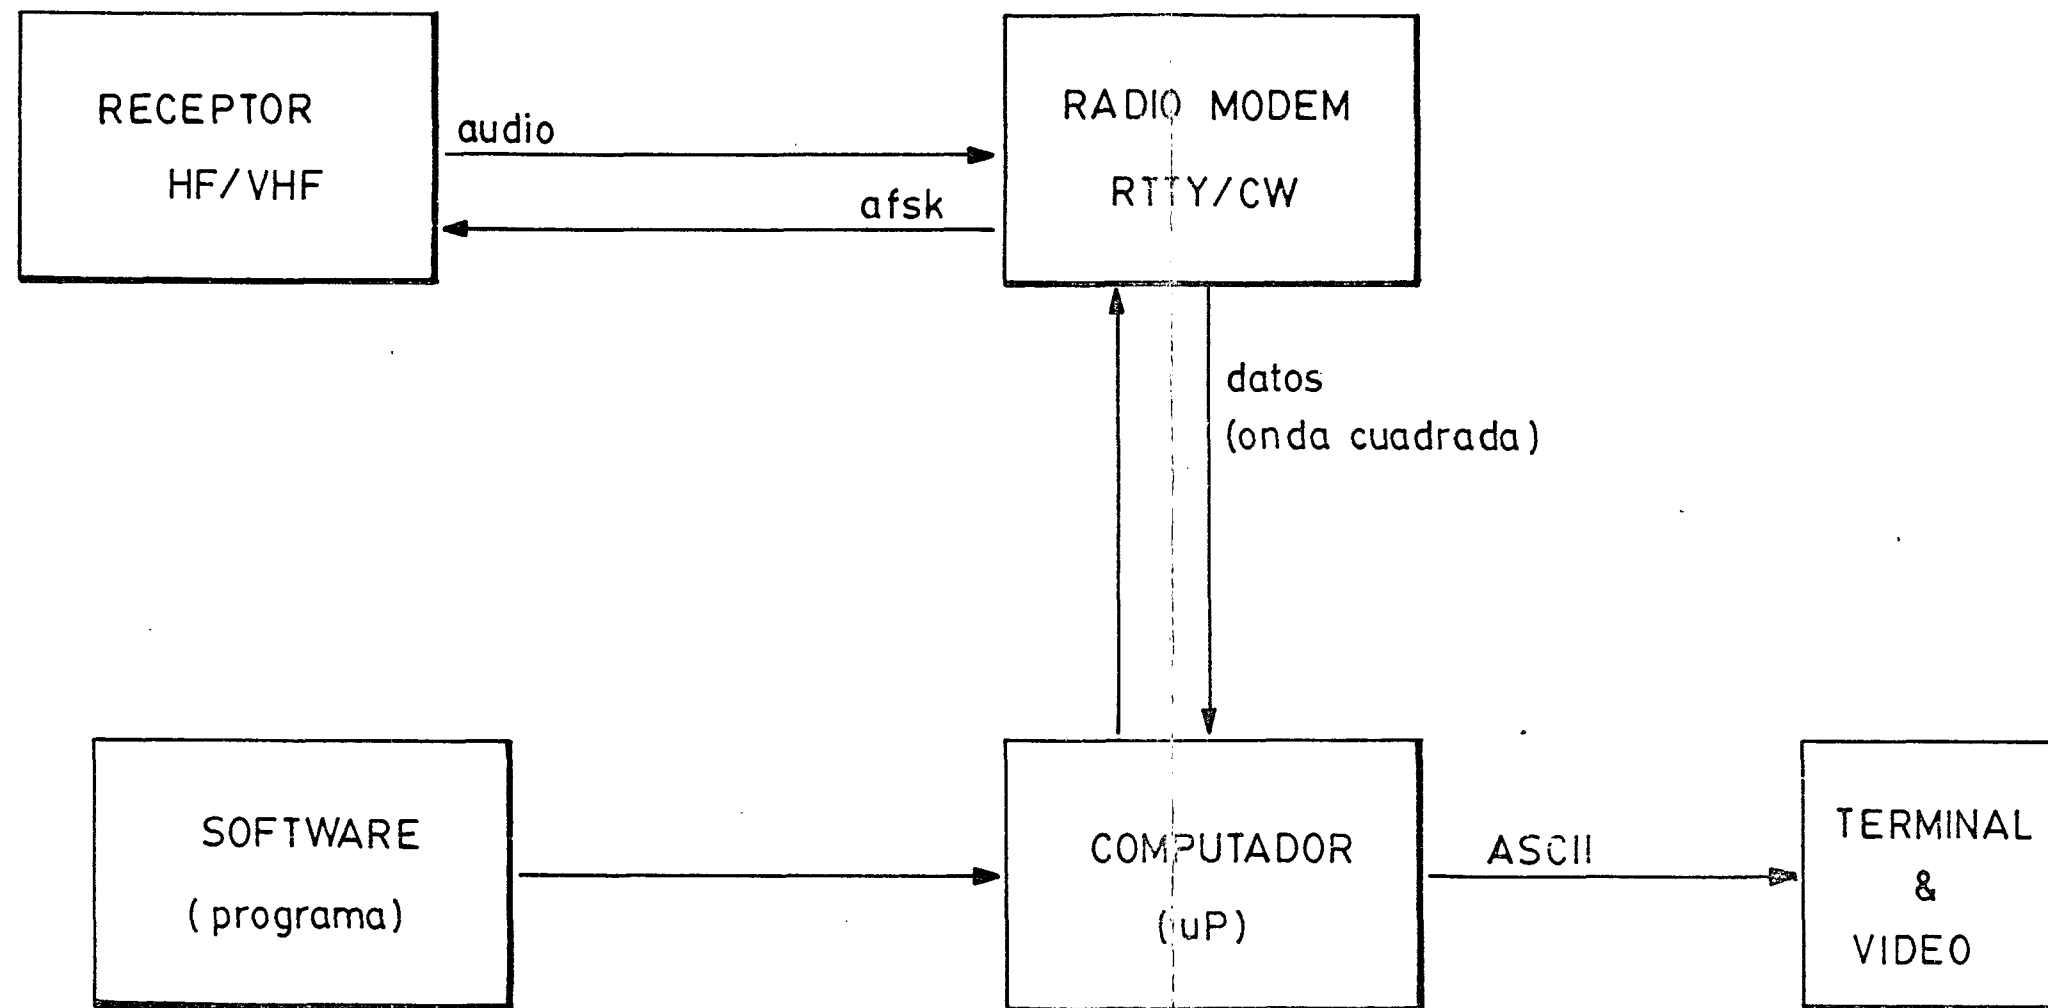 RECEPTOR
HF/VHF
audio
afsk
RADIO MODEM
RTTY/CW
datos
(onda cuadrada)
SOFTWARE
(programa)
COMPUTADOR
(uP)
ASCII
TERMINAL
&
VIDEO